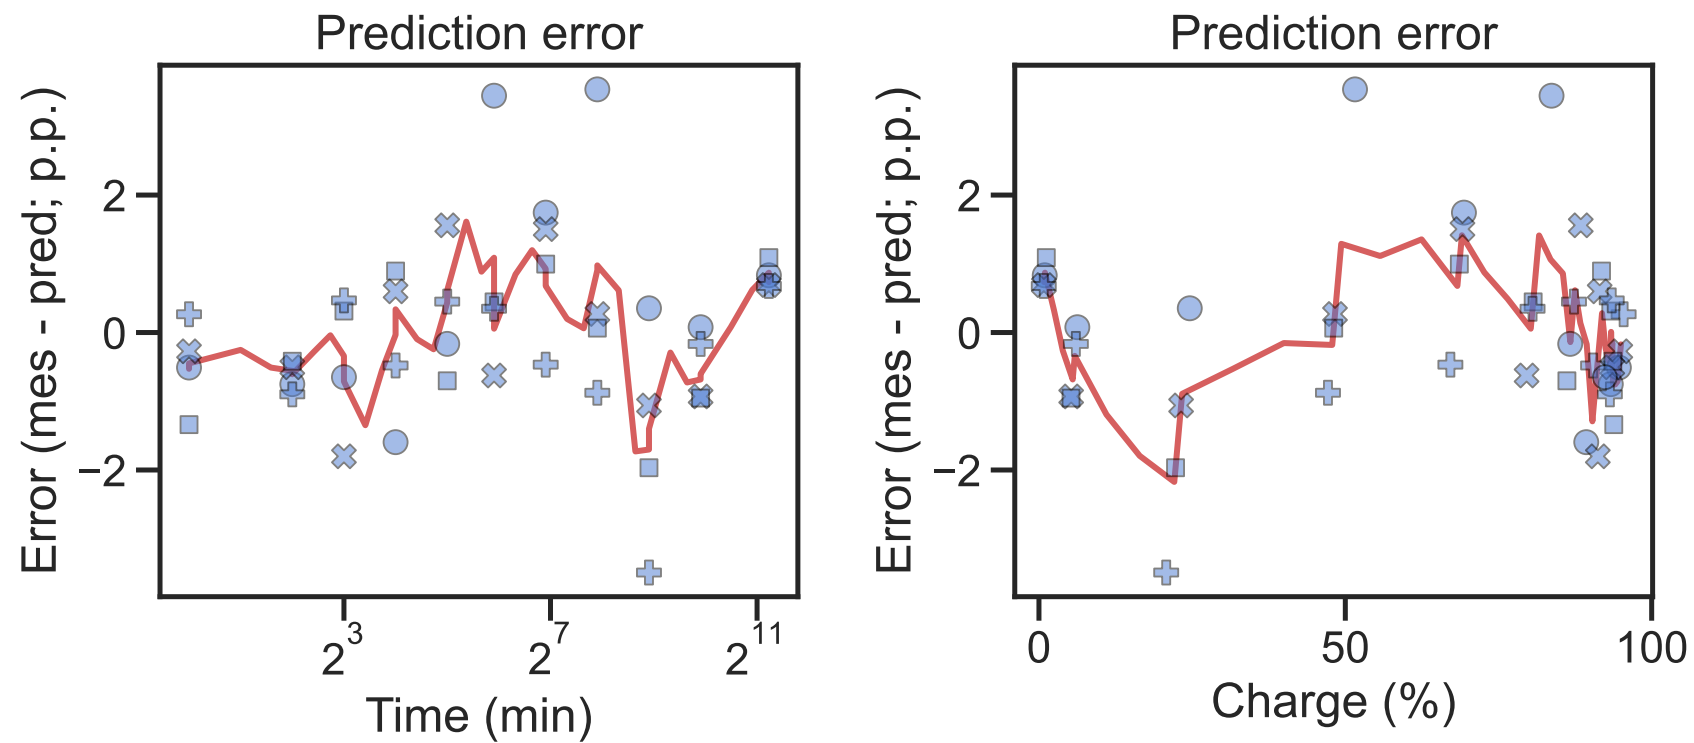 Prediction error
Error (mes - pred; p.p.)
2
0
−2
2^3
2^7
2^11
Time (min)
Prediction error
Error (mes - pred; p.p.)
2
0
−2
0
50
100
Charge (%)